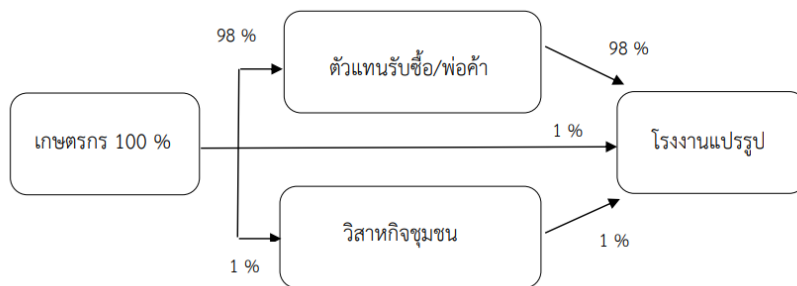 98 %
ตัวแทนรับซื้อ/พ่อค้า
98 %
เกษตรกร 100 %
1 %
โรงงานแปรรูป
วิสาหกิจชุมชน
1 %
1 %